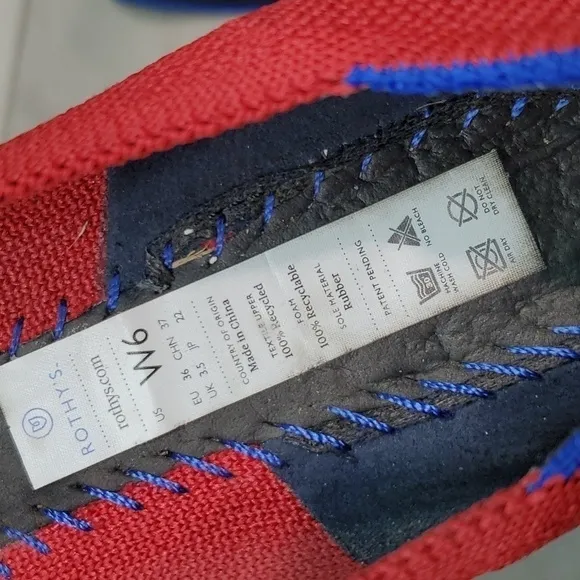 ROTHY'S
rothys.com
US W6
EU 36 CHN 37
UK 3.5 JP 22
COUNTRY OF ORIGIN
Made in China
TEXTILE UPPER
100% Recycled
FOAM
100% Recyclable
SOLE MATERIAL
Rubber
PATENT PENDING
NO BLEACH
DO NOT
DRY CLEAN
30°
MACHINE
WASH COLD
AIR DRY